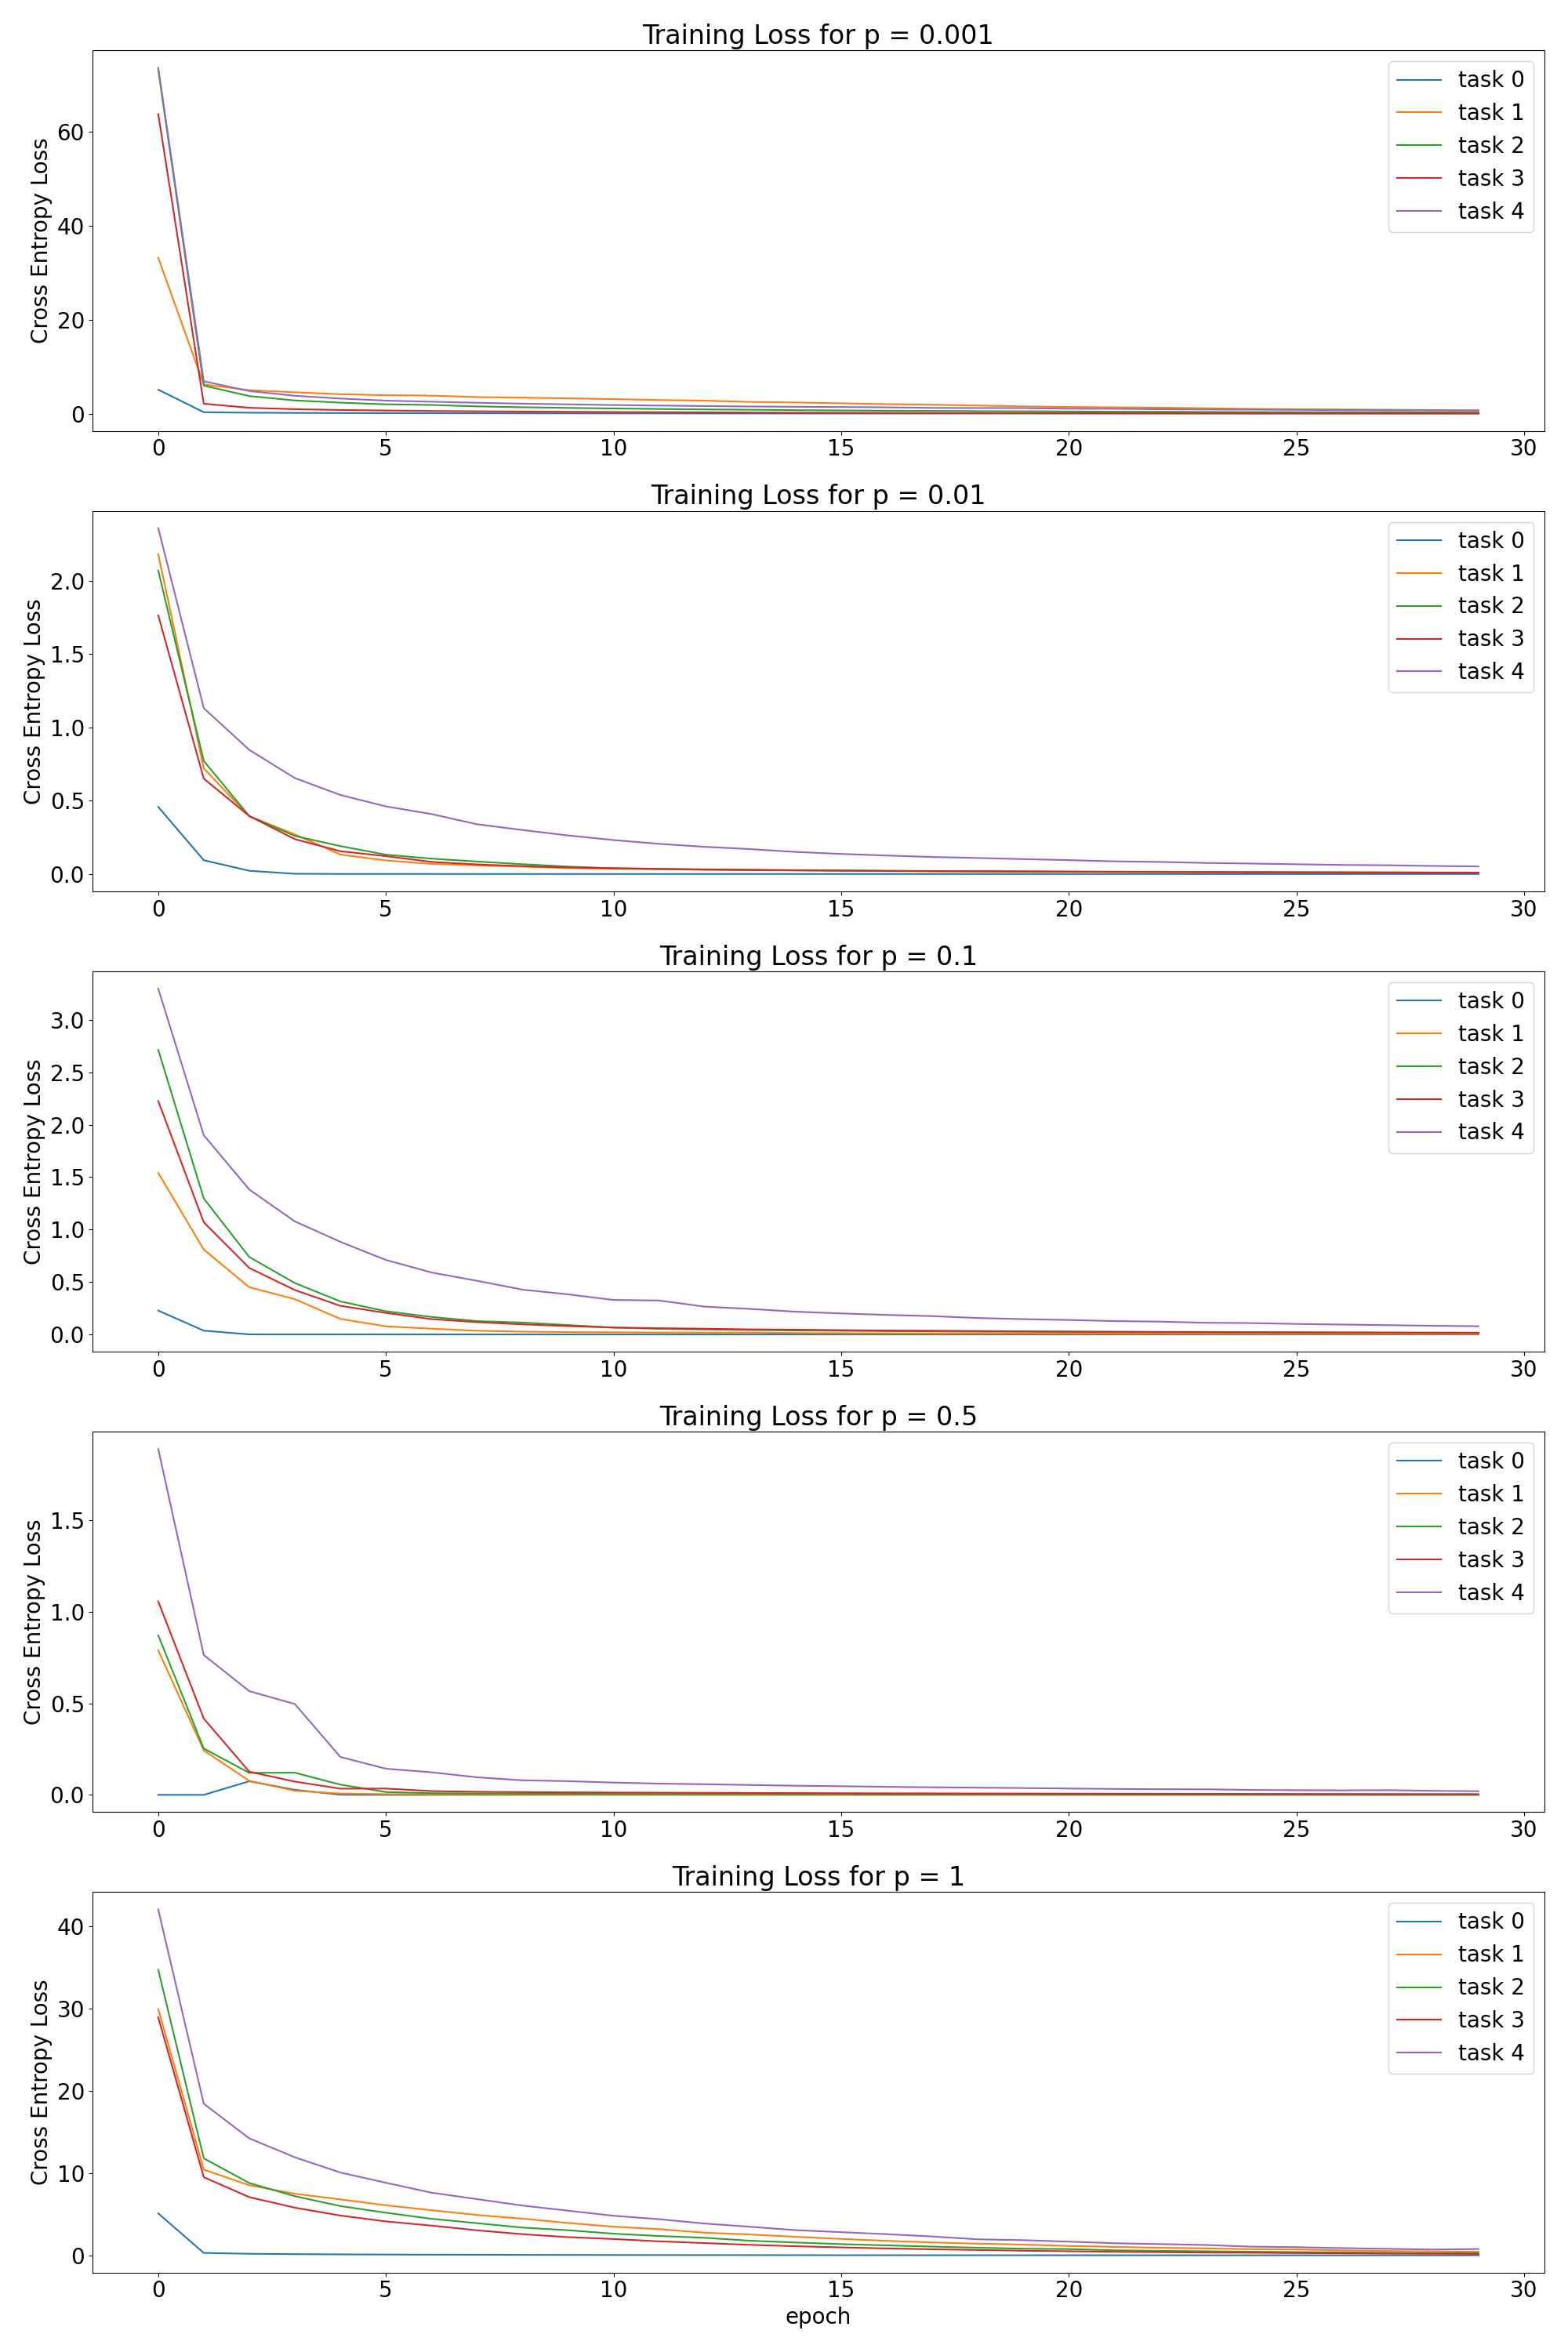 Training Loss for p = 0.001
Cross Entropy Loss
60
40
20
0
0 5 10 15 20 25 30
task 0
task 1
task 2
task 3
task 4
Training Loss for p = 0.01
Cross Entropy Loss
2.0
1.5
1.0
0.5
0.0
0 5 10 15 20 25 30
task 0
task 1
task 2
task 3
task 4
Training Loss for p = 0.1
Cross Entropy Loss
3.0
2.5
2.0
1.5
1.0
0.5
0.0
0 5 10 15 20 25 30
task 0
task 1
task 2
task 3
task 4
Training Loss for p = 0.5
Cross Entropy Loss
1.5
1.0
0.5
0.0
0 5 10 15 20 25 30
task 0
task 1
task 2
task 3
task 4
Training Loss for p = 1
Cross Entropy Loss
40
30
20
10
0
0 5 10 15 20 25 30
task 0
task 1
task 2
task 3
task 4
epoch